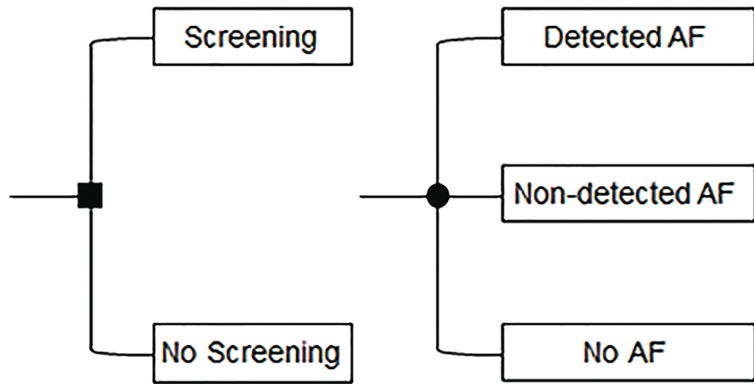 Screening
No Screening
Detected AF
Non-detected AF
No AF